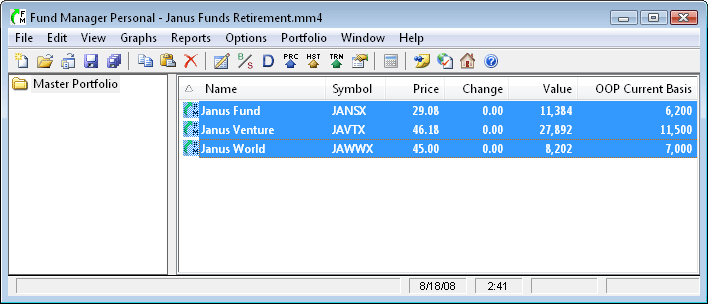 Fund Manager Personal - Janus Funds Retirement.mm4
File Edit View Graphs Reports Options Portfolio Window Help
B/S D PRC HST TRN
Master Portfolio
Name Symbol Price Change Value OOP Current Basis
Janus Fund JANSX 29.08 0.00 11,384 6,200
Janus Venture JAVTX 46.18 0.00 27,892 11,500
Janus World JAWWX 45.00 0.00 8,202 7,000
8/18/08 2:41